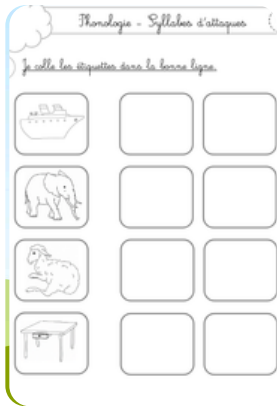 Phonologie - Syllabes d'attaques
Je colle les étiquettes dans la bonne ligne.